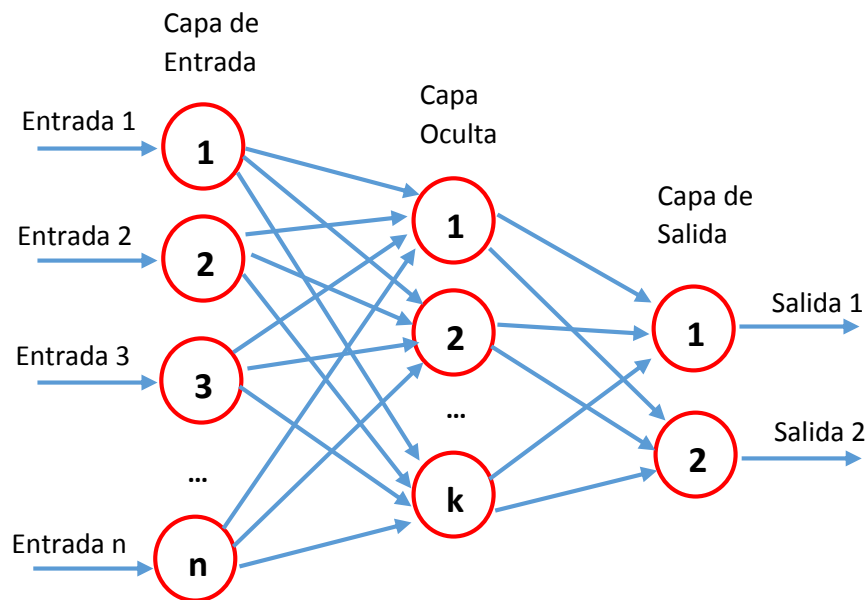 Capa de
Entrada
Capa
Oculta
Capa de
Salida
Entrada 1
Entrada 2
Entrada 3
Entrada n
1
2
3
...
n
1
2
...
k
1
2
Salida 1
Salida 2